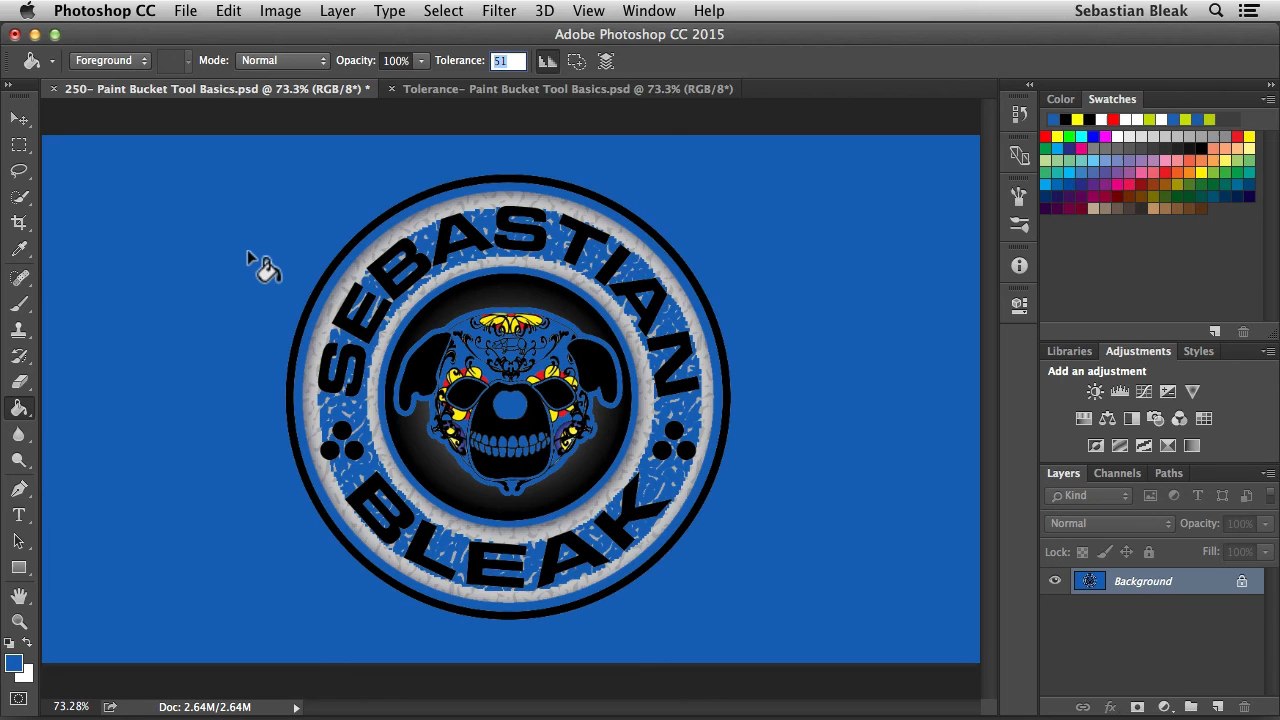 Photoshop CC File Edit Image Layer Type Select Filter 3D View Window Help Sebastian Bleak
Adobe Photoshop CC 2015
Foreground Mode: Normal Opacity: 100% Tolerance: 51
× 250- Paint Bucket Tool Basics.psd @ 73.3% (RGB/8*) * × Tolerance- Paint Bucket Tool Basics.psd @ 73.3% (RGB/8*)
Color Swatches
SEBASTIAN
BLEAK
Libraries Adjustments Styles
Add an adjustment
Layers Channels Paths
Kind
Normal Opacity: 100%
Lock: Fill: 100%
Background
73.28% Doc: 2.64M/2.64M